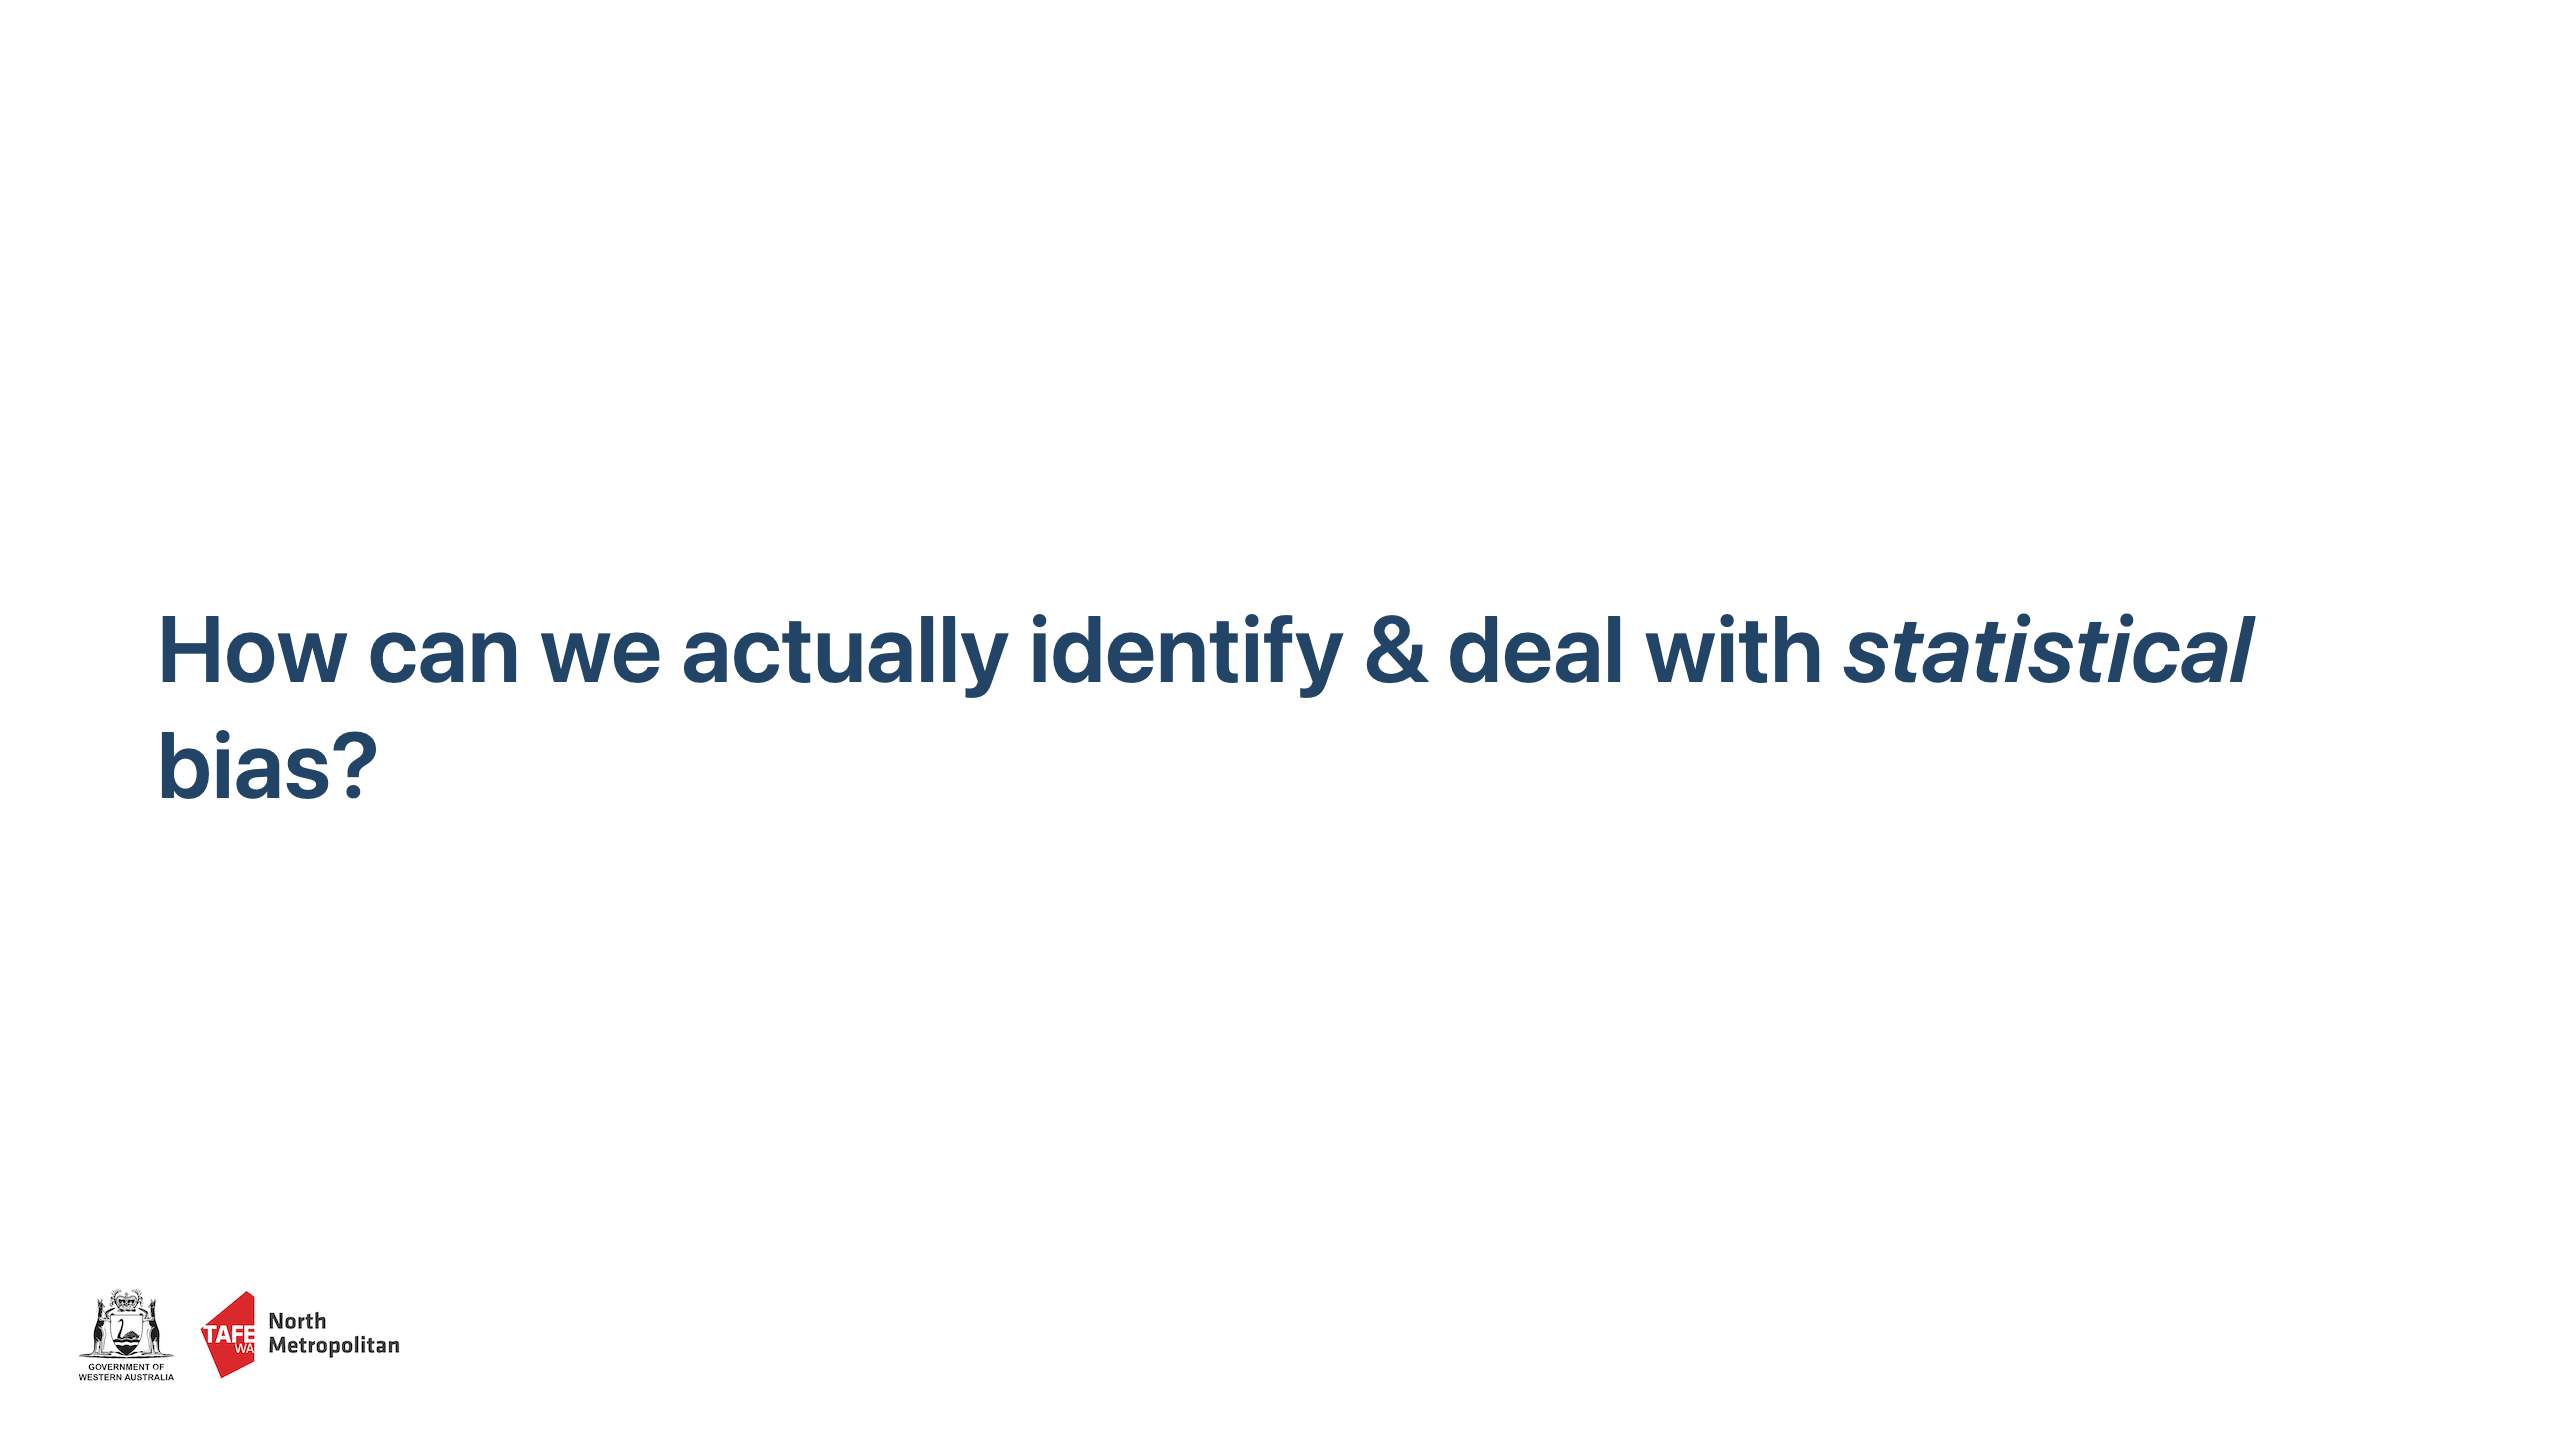 How can we actually identify & deal with statistical
bias?
GOVERNMENT OF
WESTERN AUSTRALIA
TAFE
WA
North
Metropolitan